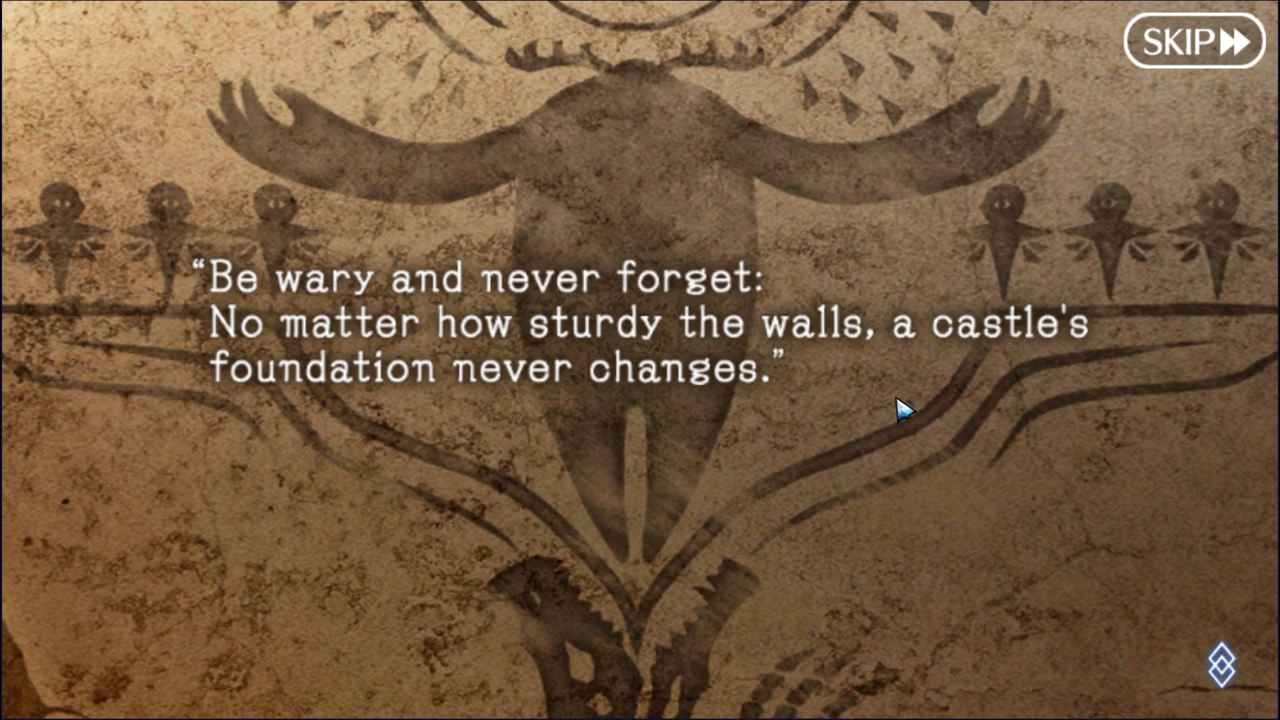 SKIP
“Be wary and never forget:
No matter how sturdy the walls, a castle's
foundation never changes.”